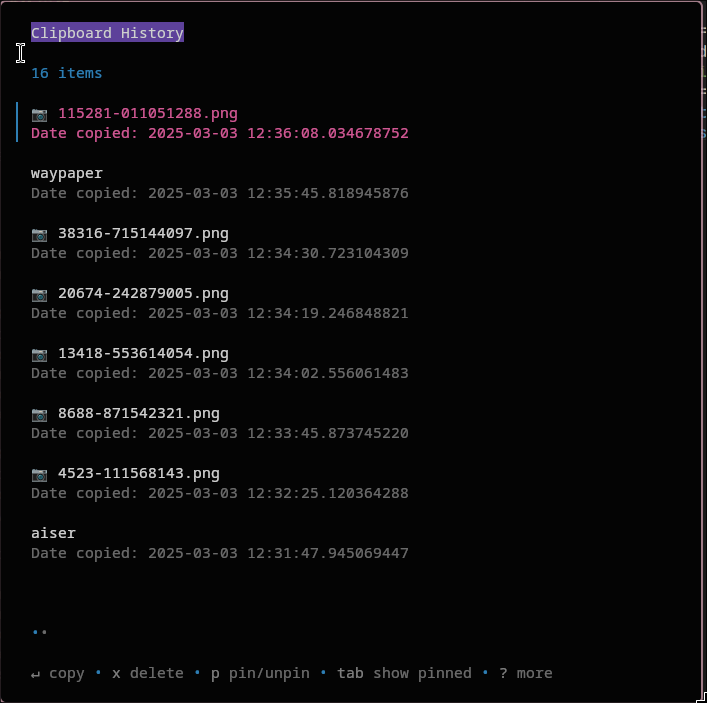 Clipboard History
16 items
📷 115281-011051288.png
Date copied: 2025-03-03 12:36:08.034678752
waypaper
Date copied: 2025-03-03 12:35:45.818945876
📷 38316-715144097.png
Date copied: 2025-03-03 12:34:30.723104309
📷 20674-242879005.png
Date copied: 2025-03-03 12:34:19.246848821
📷 13418-553614054.png
Date copied: 2025-03-03 12:34:02.556061483
📷 8688-871542321.png
Date copied: 2025-03-03 12:33:45.873745220
📷 4523-111568143.png
Date copied: 2025-03-03 12:32:25.120364288
aiser
Date copied: 2025-03-03 12:31:47.945069447
••
↵ copy • x delete • p pin/unpin • tab show pinned • ? more